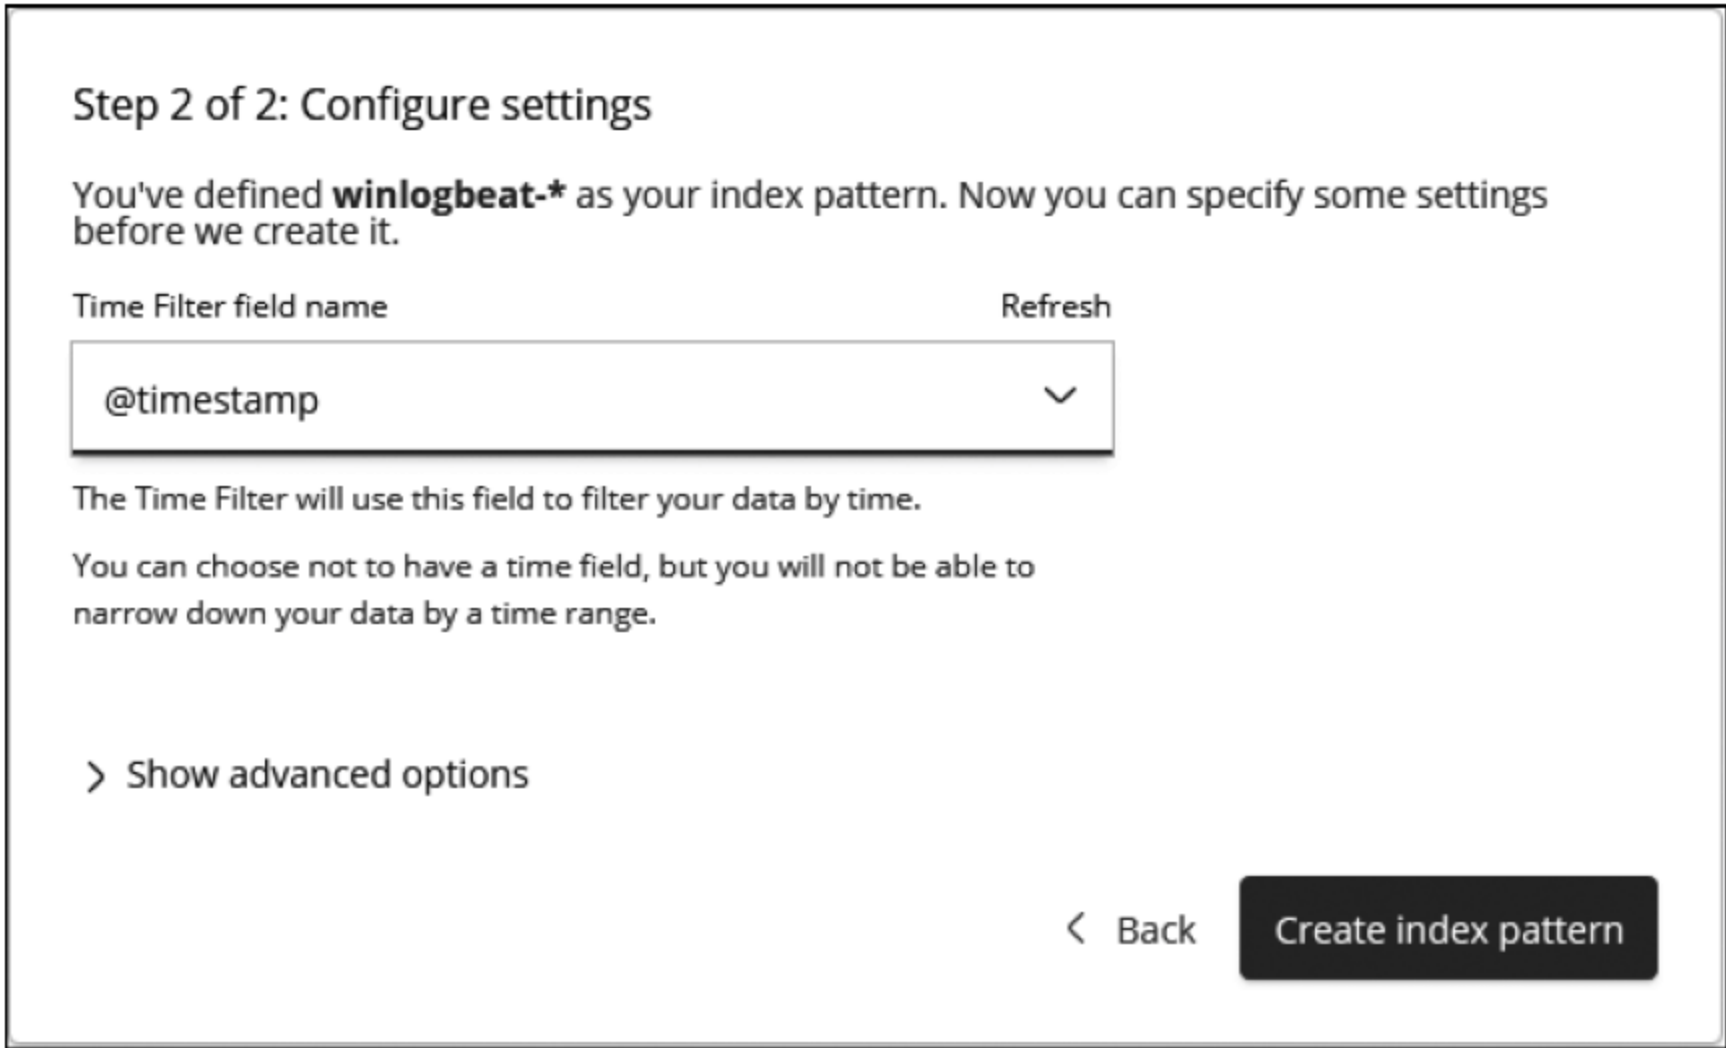 Step 2 of 2: Configure settings
You've defined winlogbeat-* as your index pattern. Now you can specify some settings
before we create it.
Time Filter field name Refresh
@timestamp
The Time Filter will use this field to filter your data by time.
You can choose not to have a time field, but you will not be able to
narrow down your data by a time range.
Show advanced options
Back Create index pattern